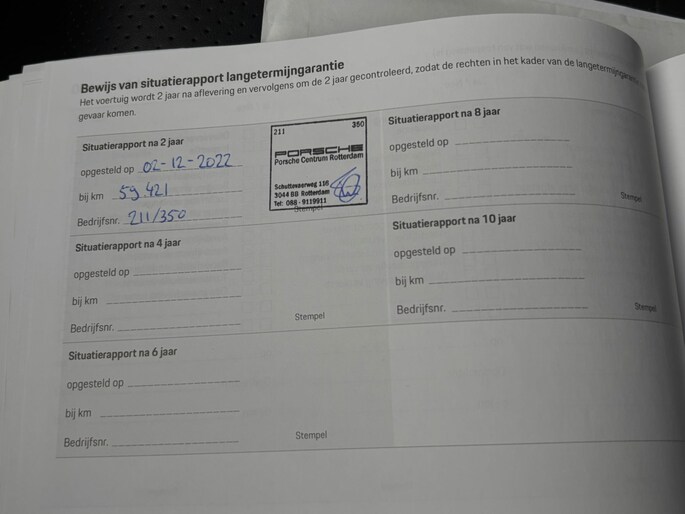 Bewijs van situatierapport langetermijngarantie
Het voertuig wordt 2 jaar na aflevering en vervolgens om de 2 jaar gecontroleerd, zodat de rechten in het kader van de
gevaar komen.
Situatierapport na 2 jaar
opgesteld op 02-12-2022
bij km 59 421
Bedrijfsnr. 211/350
211 350
PORSCHE
Porsche Centrum Rotterdam
3044 BB Rotterdam
Tel: 088 - 9119911
Stempel
Situatierapport na 4 jaar
opgesteld op
bij km
Bedrijfsnr.
Stempel
Situatierapport na 6 jaar
opgesteld op
bij km
Bedrijfsnr.
Stempel
Situatierapport na 8 jaar
opgesteld op
bij km
Bedrijfsnr.
Stempel
Situatierapport na 10 jaar
opgesteld op
bij km
Bedrijfsnr.
Stempel